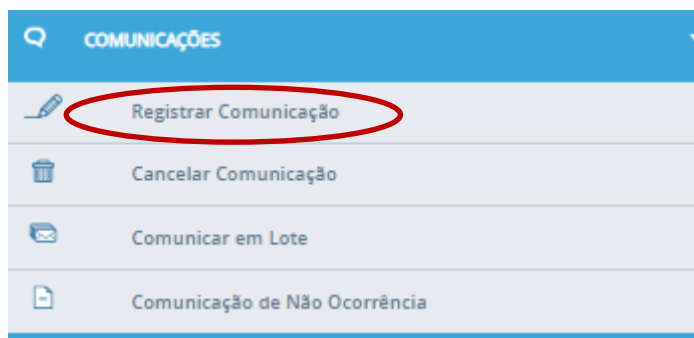 COMUNICAÇÕES
Registrar Comunicação
Cancelar Comunicação
Comunicar em Lote
Comunicação de Não Ocorrência